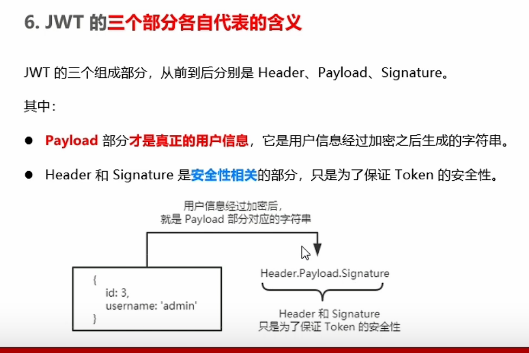 6. JWT 的三个部分各自代表的含义
JWT 的三个组成部分，从前到后分别是 Header、Payload、Signature。
其中：
● Payload 部分才是真正的用户信息，它是用户信息经过加密之后生成的字符串。
● Header 和 Signature 是安全性相关的部分，只是为了保证 Token 的安全性。
用户信息经过加密后，
就是 Payload 部分对应的字符串
{
id: 3,
username: 'admin'
}
Header.Payload.Signature
Header 和 Signature
只是为了保证 Token 的安全性